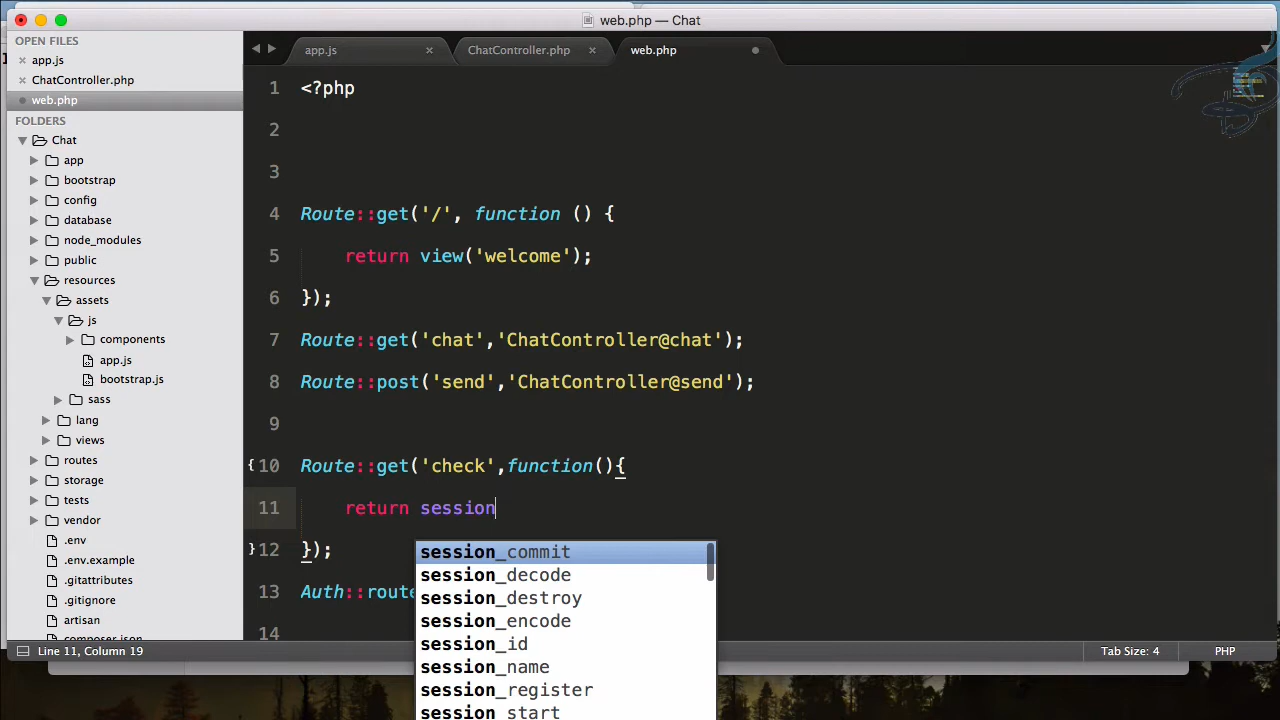 web.php — Chat
OPEN FILES
app.js
ChatController.php
web.php
FOLDERS
Chat
app
bootstrap
config
database
node_modules
public
resources
assets
js
components
app.js
bootstrap.js
sass
lang
views
routes
storage
tests
vendor
.env
.env.example
.gitattributes
.gitignore
artisan
composer.json
app.js
ChatController.php
web.php
1 <?php
2
3
4 Route::get('/', function () {
5 return view('welcome');
6 });
7 Route::get('chat','ChatController@chat');
8 Route::post('send','ChatController@send');
9
10 Route::get('check',function(){
11 return session
12 });
13 Auth::route
14
session_commit
session_decode
session_destroy
session_encode
session_id
session_name
session_register
session_start
Line 11, Column 19
Tab Size: 4
PHP